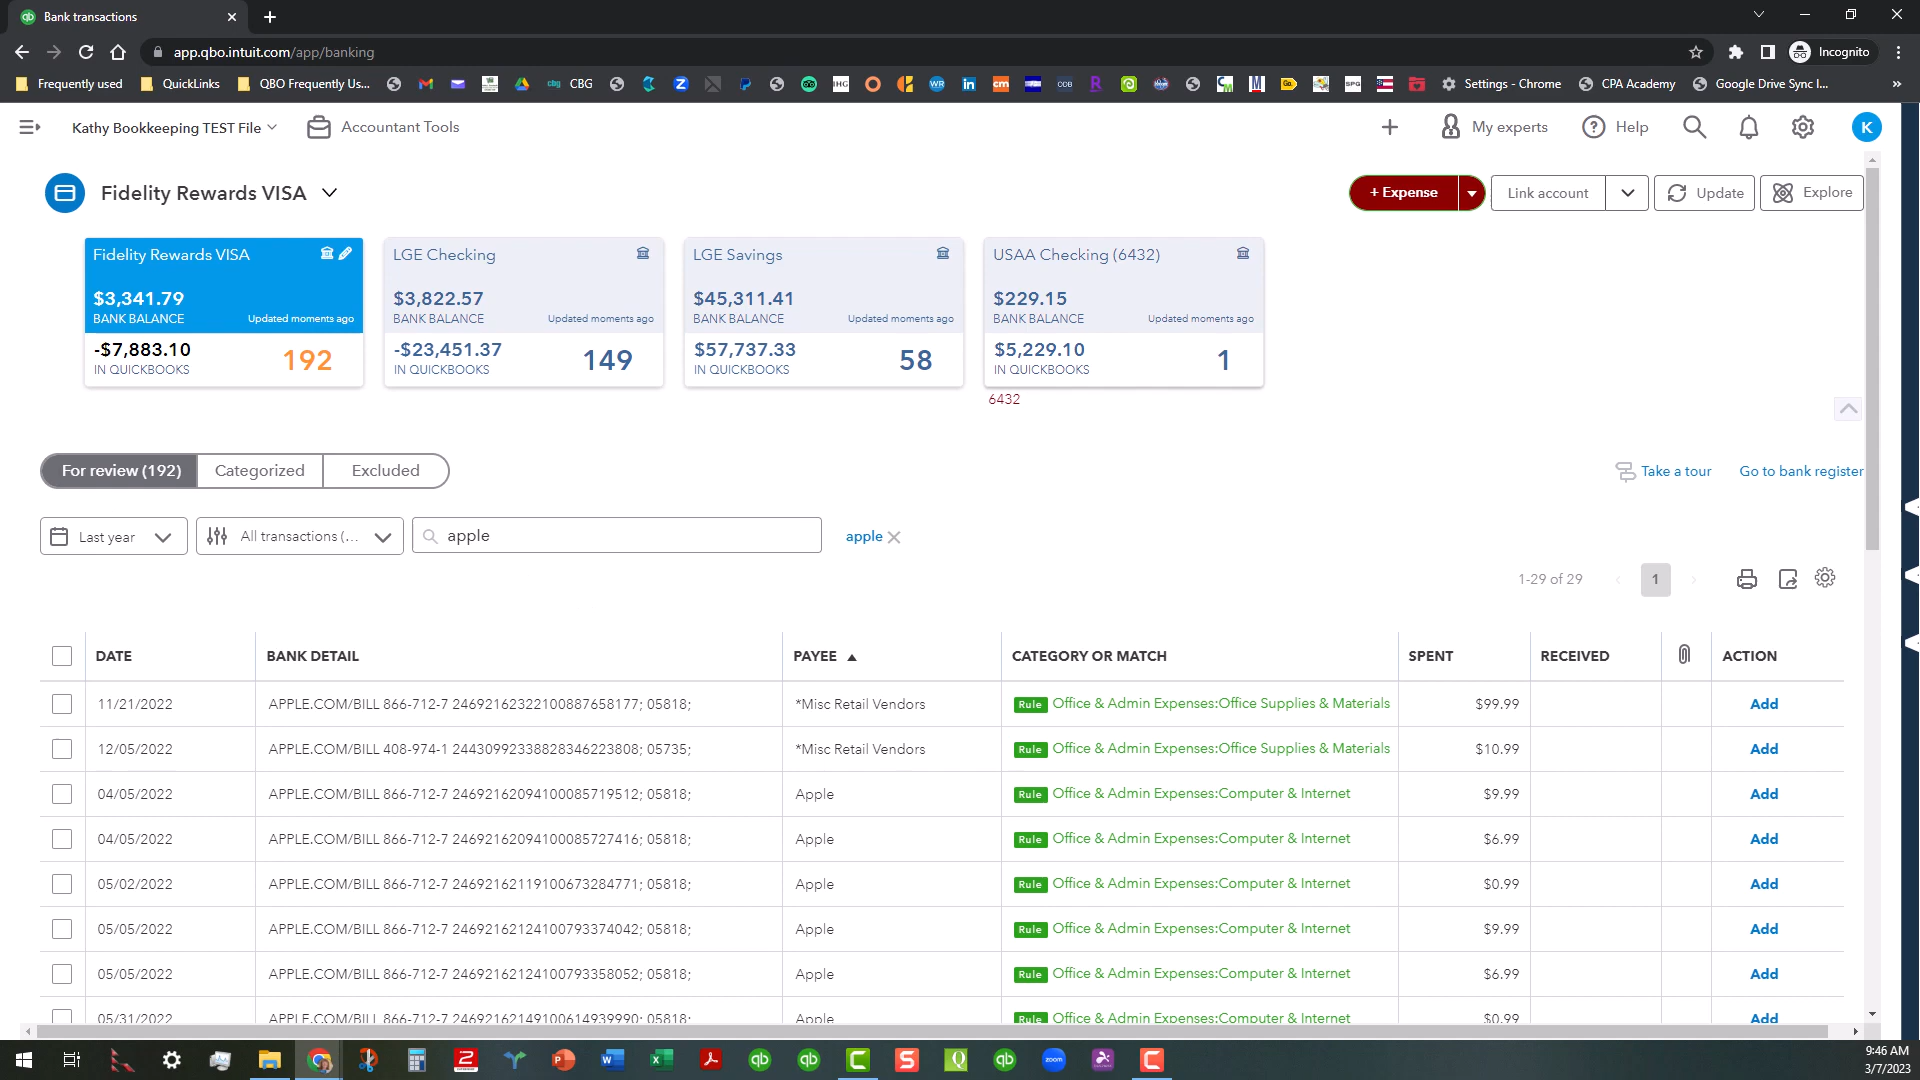 Bank transactions
app.qbo.intuit.com/app/banking
Incognito
Frequently used QuickLinks QBO Frequently Us... CBG Settings - Chrome CPA Academy Google Drive Sync I...
Kathy Bookkeeping TEST File Accountant Tools My experts Help K
Fidelity Rewards VISA + Expense Link account Update Explore
Fidelity Rewards VISA
$3,341.79
BANK BALANCE Updated moments ago
-$7,883.10
IN QUICKBOOKS
192
LGE Checking
$3,822.57
BANK BALANCE Updated moments ago
-$23,451.37
IN QUICKBOOKS
149
LGE Savings
$45,311.41
BANK BALANCE Updated moments ago
$57,737.33
IN QUICKBOOKS
58
USAA Checking (6432)
$229.15
BANK BALANCE Updated moments ago
$5,229.10
IN QUICKBOOKS
1
6432
For review (192) Categorized Excluded Take a tour Go to bank register
Last year All transactions (... apple apple
1-29 of 29 1
DATE BANK DETAIL PAYEE CATEGORY OR MATCH SPENT RECEIVED ACTION
11/21/2022 APPLE.COM/BILL 866-712-7 24692162322100887658177; 05818; *Misc Retail Vendors Rule Office & Admin Expenses:Office Supplies & Materials $99.99 Add
12/05/2022 APPLE.COM/BILL 408-974-1 24430992338828346223808; 05735; *Misc Retail Vendors Rule Office & Admin Expenses:Office Supplies & Materials $10.99 Add
04/05/2022 APPLE.COM/BILL 866-712-7 24692162094100085719512; 05818; Apple Rule Office & Admin Expenses:Computer & Internet $9.99 Add
04/05/2022 APPLE.COM/BILL 866-712-7 24692162094100085727416; 05818; Apple Rule Office & Admin Expenses:Computer & Internet $6.99 Add
05/02/2022 APPLE.COM/BILL 866-712-7 24692162119100673284771; 05818; Apple Rule Office & Admin Expenses:Computer & Internet $0.99 Add
05/05/2022 APPLE.COM/BILL 866-712-7 24692162124100793374042; 05818; Apple Rule Office & Admin Expenses:Computer & Internet $9.99 Add
05/05/2022 APPLE.COM/BILL 866-712-7 24692162124100793358052; 05818; Apple Rule Office & Admin Expenses:Computer & Internet $6.99 Add
05/31/2022 APPLE.COM/BILL 866-712-7 24692162149100614939990; 05818; Apple Rule Office & Admin Expenses:Computer & Internet $0.99 Add
9:46 AM
3/7/2023